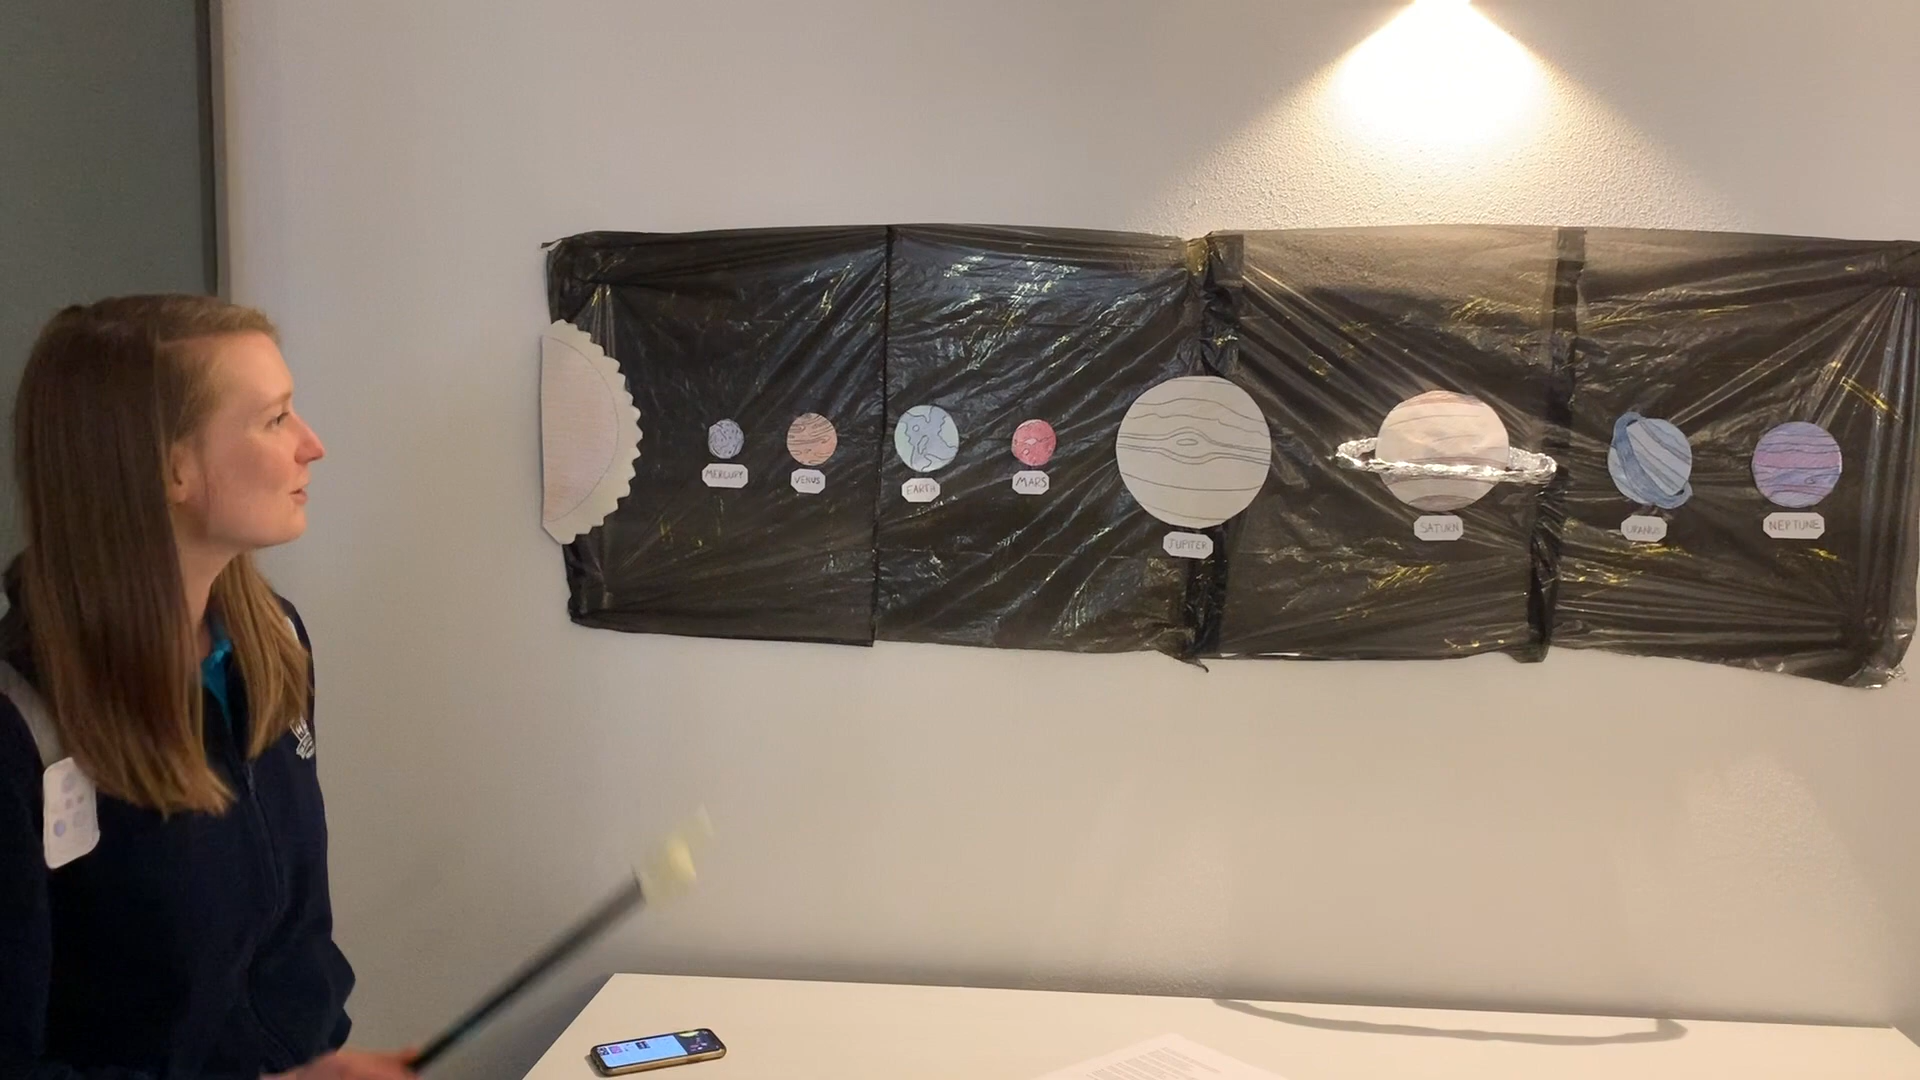 MERCURY
VENUS
EARTH
MARS
JUPITER
SATURN
URANUS
NEPTUNE